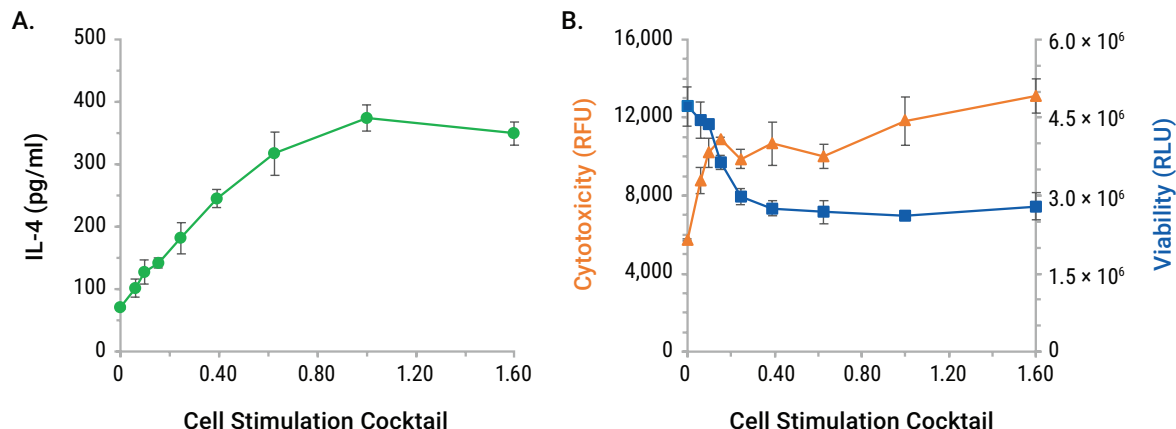 A.
500
400
300
200
100
0
IL-4 (pg/ml)
0 0.40 0.80 1.20 1.60
Cell Stimulation Cocktail
B.
16,000
12,000
8,000
4,000
0
Cytotoxicity (RFU)
6.0 × 10⁶
4.5 × 10⁶
3.0 × 10⁶
1.5 × 10⁶
0
Viability (RLU)
0 0.40 0.80 1.20 1.60
Cell Stimulation Cocktail